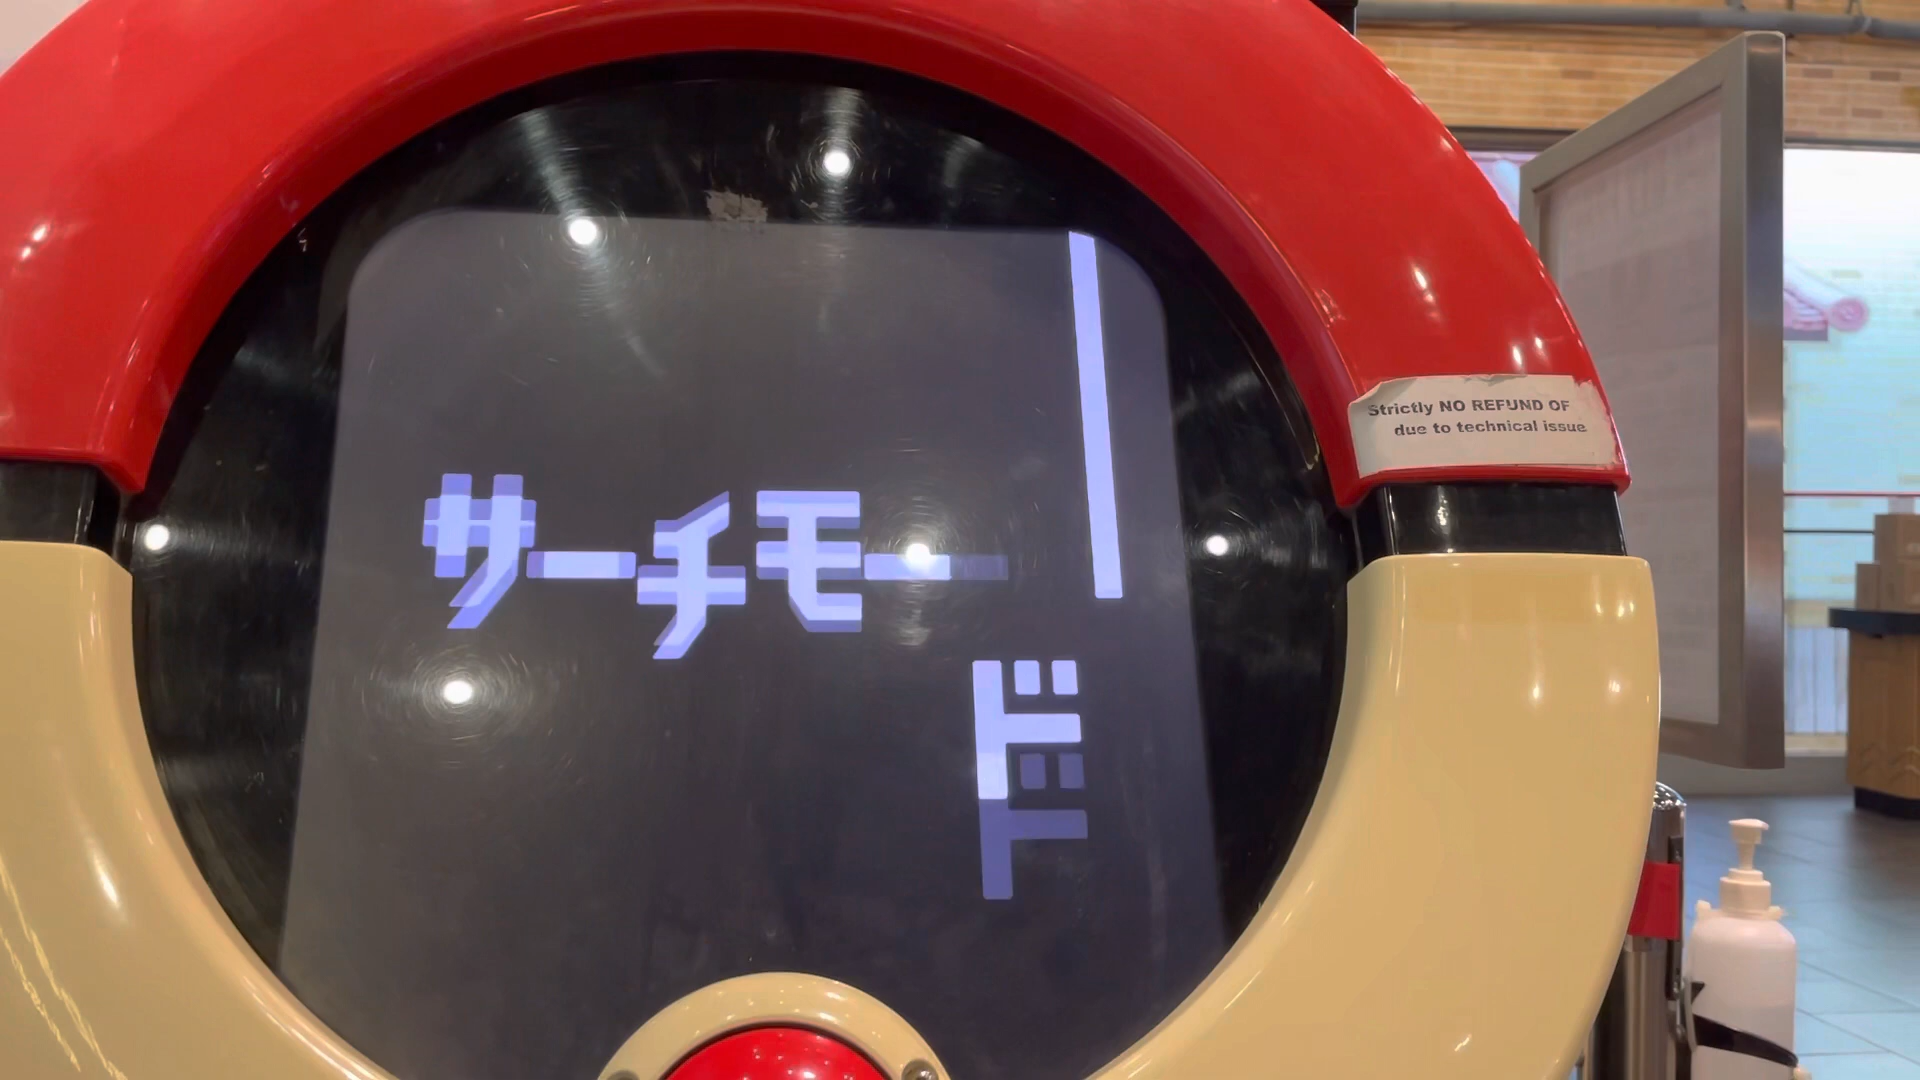 サーチモード
Strictly NO REFUND OF
due to technical issue